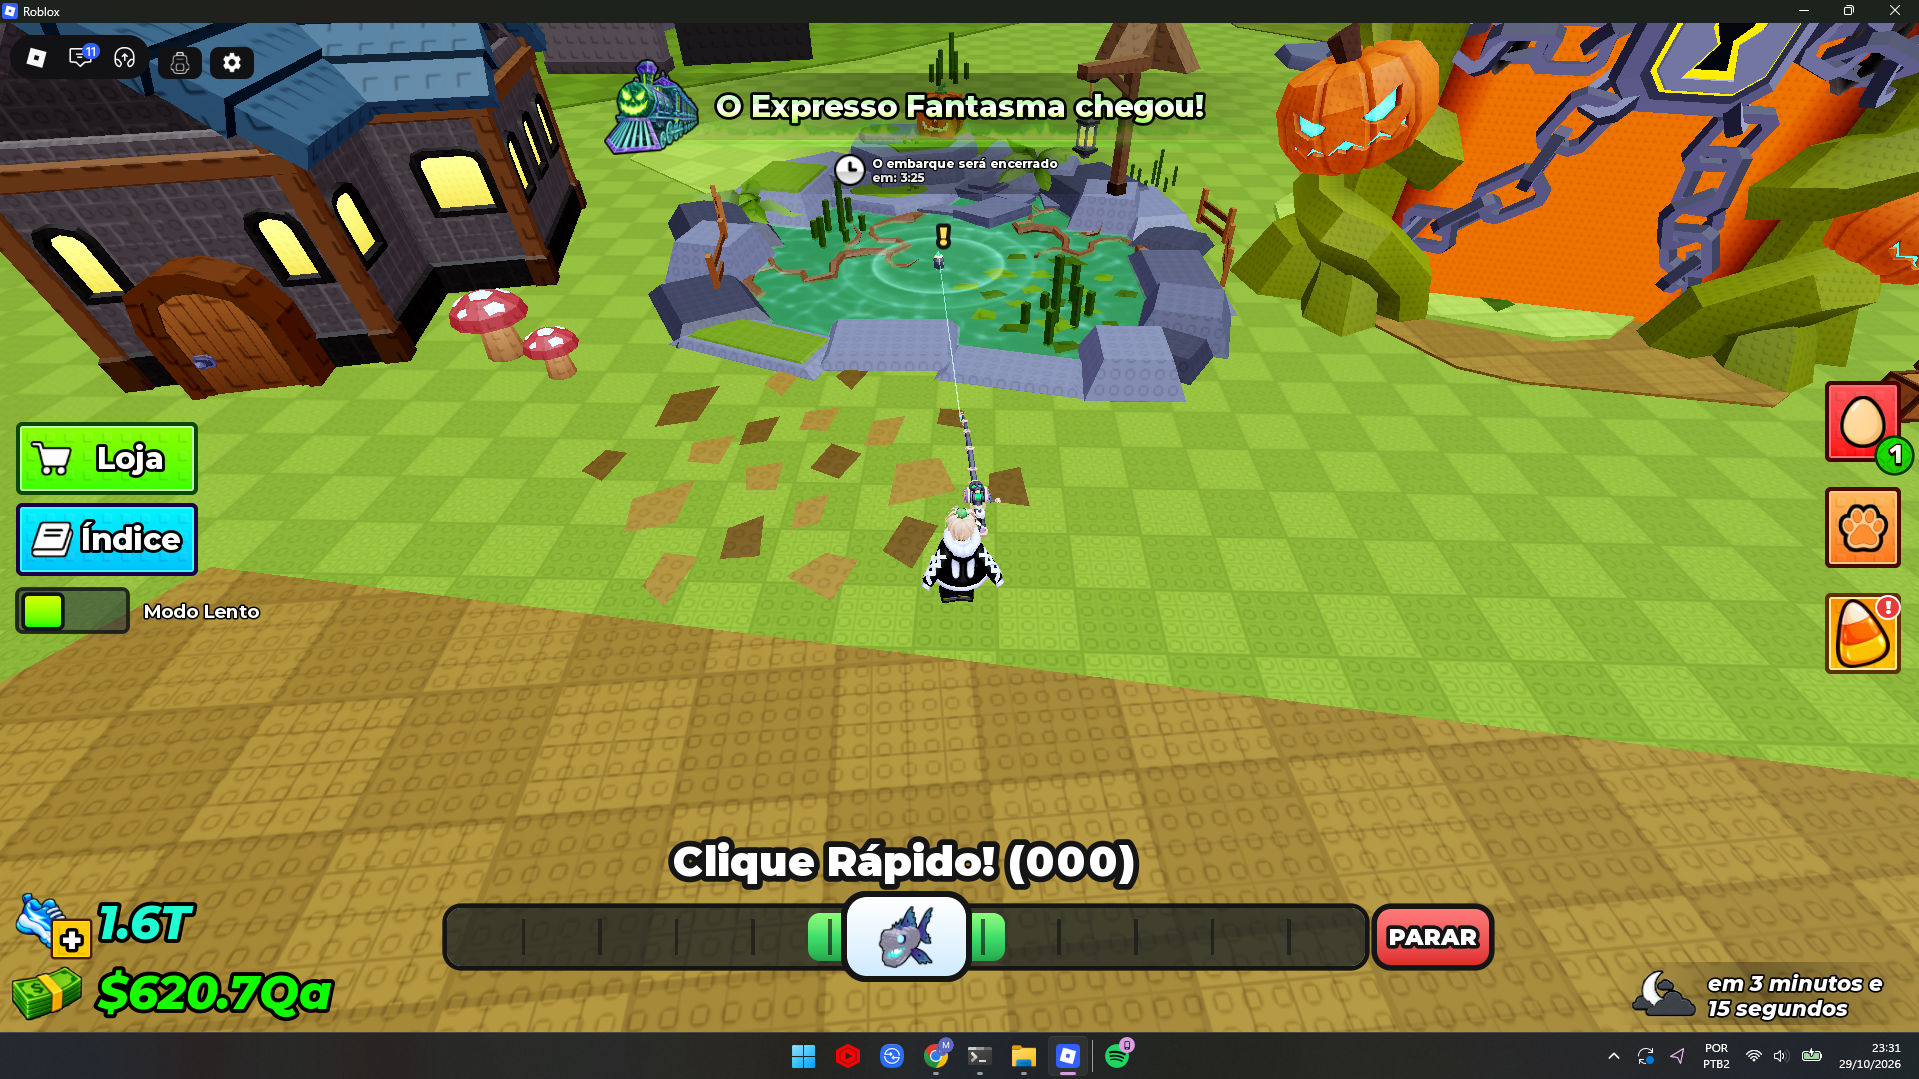 Roblox
11
O Expresso Fantasma chegou!
O embarque será encerrado
em: 3:25
!
Loja
Índice
Modo Lento
1
!
Clique Rápido! (000)
PARAR
1.6T
$620.7Qa
em 3 minutos e
15 segundos
M
POR
PTB2
23:31
29/10/2026